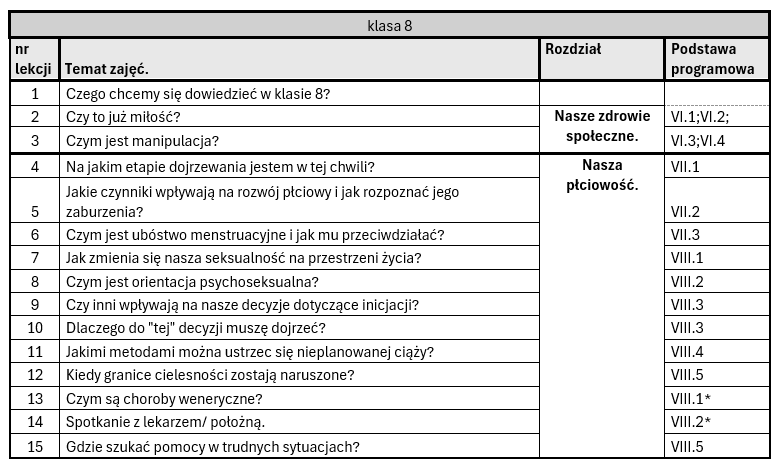 klasa 8
nr lekcji Temat zajęć. Rozdział Podstawa programowa
1 Czego chcemy się dowiedzieć w klasie 8?
2 Czy to już miłość? Nasze zdrowie społeczne. VI.1;VI.2;
3 Czym jest manipulacja? VI.3;VI.4
4 Na jakim etapie dojrzewania jestem w tej chwili? Nasza płciowość. VII.1
Jakie czynniki wpływają na rozwój płciowy i jak rozpoznać jego
5 zaburzenia? VII.2
6 Czym jest ubóstwo menstruacyjne i jak mu przeciwdziałać? VII.3
7 Jak zmienia się nasza seksualność na przestrzeni życia? VIII.1
8 Czym jest orientacja psychoseksualna? VIII.2
9 Czy inni wpływają na nasze decyzje dotyczące inicjacji? VIII.3
10 Dlaczego do "tej" decyzji muszę dojrzeć? VIII.3
11 Jakimi metodami można ustrzec się nieplanowanej ciąży? VIII.4
12 Kiedy granice cielesności zostają naruszone? VIII.5
13 Czym są choroby weneryczne? VIII.1*
14 Spotkanie z lekarzem/ położną. VIII.2*
15 Gdzie szukać pomocy w trudnych sytuacjach? VIII.5